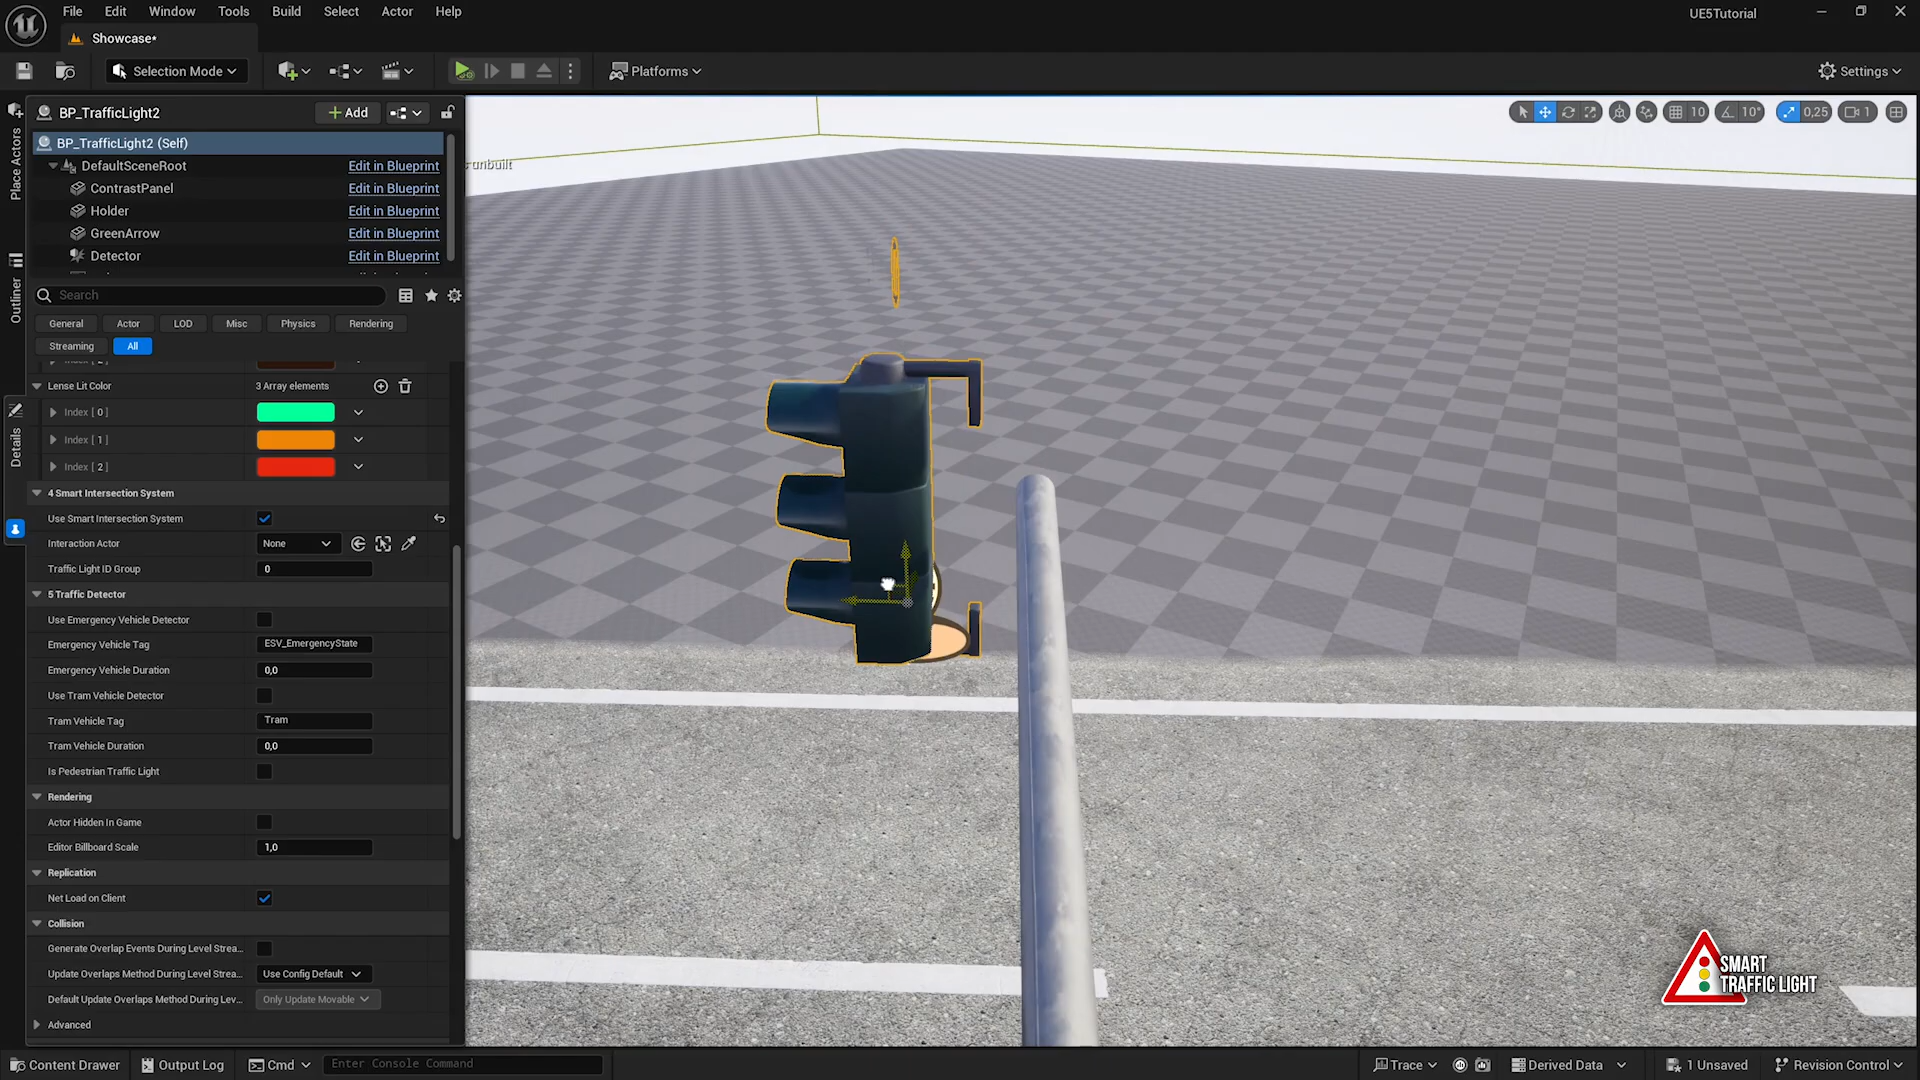 File Edit Window Tools Build Select Actor Help
UE5Tutorial
Showcase*
Selection Mode
Platforms
Settings
BP_TrafficLight2
Add
BP_TrafficLight2 (Self)
DefaultSceneRoot Edit in Blueprint
ContrastPanel Edit in Blueprint
Holder Edit in Blueprint
GreenArrow Edit in Blueprint
Detector Edit in Blueprint
Search
General Actor LOD Misc Physics Rendering
Streaming All
Lense Lit Color 3 Array elements
Index [ 0 ]
Index [ 1 ]
Index [ 2 ]
4 Smart Intersection System
Use Smart Intersection System
Interaction Actor None
Traffic Light ID Group 0
5 Traffic Detector
Use Emergency Vehicle Detector
Emergency Vehicle Tag ESV_EmergencyState
Emergency Vehicle Duration 0,0
Use Tram Vehicle Detector
Tram Vehicle Tag Tram
Tram Vehicle Duration 0,0
Is Pedestrian Traffic Light
Rendering
Actor Hidden In Game
Editor Billboard Scale 1,0
Replication
Net Load on Client
Collision
Generate Overlap Events During Level Strea...
Update Overlaps Method During Level Strea... Use Config Default
Default Update Overlaps Method During Lev... Only Update Movable
Advanced
Place Actors
Outliner
Details
unbuilt
10 10° 0,25 1
SMART
TRAFFIC LIGHT
Content Drawer Output Log Cmd Enter Console Command
Trace Derived Data 1 Unsaved Revision Control